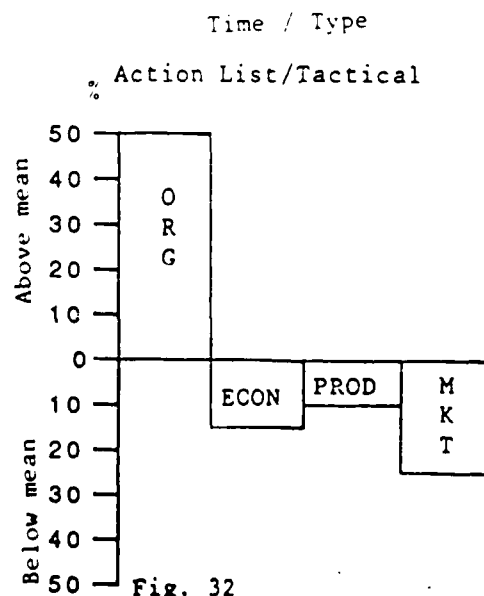 Time / Type
% Action List/Tactical
Above mean
50
40
30
20
10
0
10
20
30
40
50
Below mean
O
R
G
ECON
PROD
M
K
T
Fig. 32